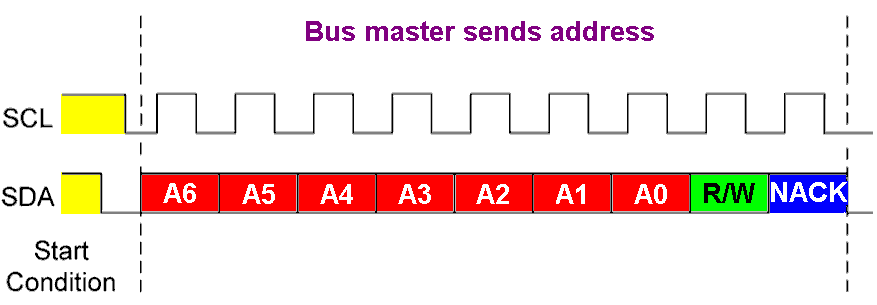 Bus master sends address
SCL
SDA A6 A5 A4 A3 A2 A1 A0 R/W NACK
Start
Condition